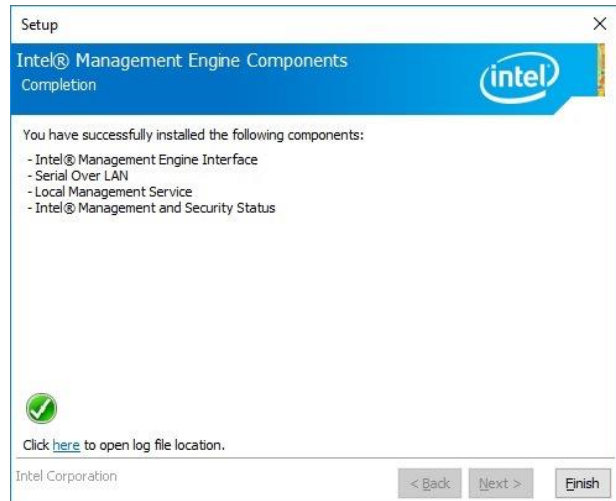 Setup
Intel® Management Engine Components
Completion
intel
You have successfully installed the following components:
- Intel® Management Engine Interface
- Serial Over LAN
- Local Management Service
- Intel® Management and Security Status
Click here to open log file location.
Intel Corporation
< Back Next > Finish